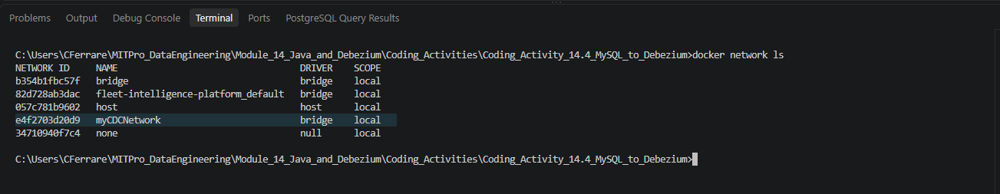 Problems Output Debug Console Terminal Ports PostgreSQL Query Results
C:\Users\CFerrare\MITPro_DataEngineering\Module_14_Java_and_Debezium\Coding_Activities\Coding_Activity_14.4_MySQL_to_Debezium>docker network ls
NETWORK ID NAME DRIVER SCOPE
b354b1fbc57f bridge bridge local
82d728ab3dac fleet-intelligence-platform_default bridge local
057c781b9602 host host local
e4f2703d20d9 myCDCNetwork bridge local
34710940f7c4 none null local
C:\Users\CFerrare\MITPro_DataEngineering\Module_14_Java_and_Debezium\Coding_Activities\Coding_Activity_14.4_MySQL_to_Debezium>